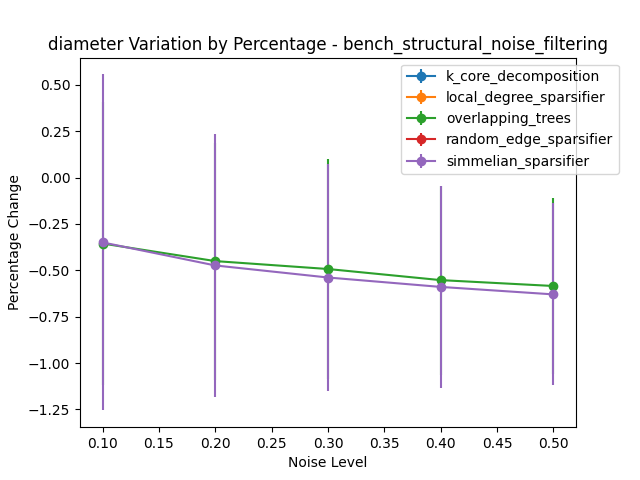 diameter Variation by Percentage - bench_structural_noise_filtering
k_core_decomposition
local_degree_sparsifier
overlapping_trees
random_edge_sparsifier
simmelian_sparsifier
0.50
0.25
0.00
−0.25
−0.50
−0.75
−1.00
−1.25
Percentage Change
0.10 0.15 0.20 0.25 0.30 0.35 0.40 0.45 0.50
Noise Level